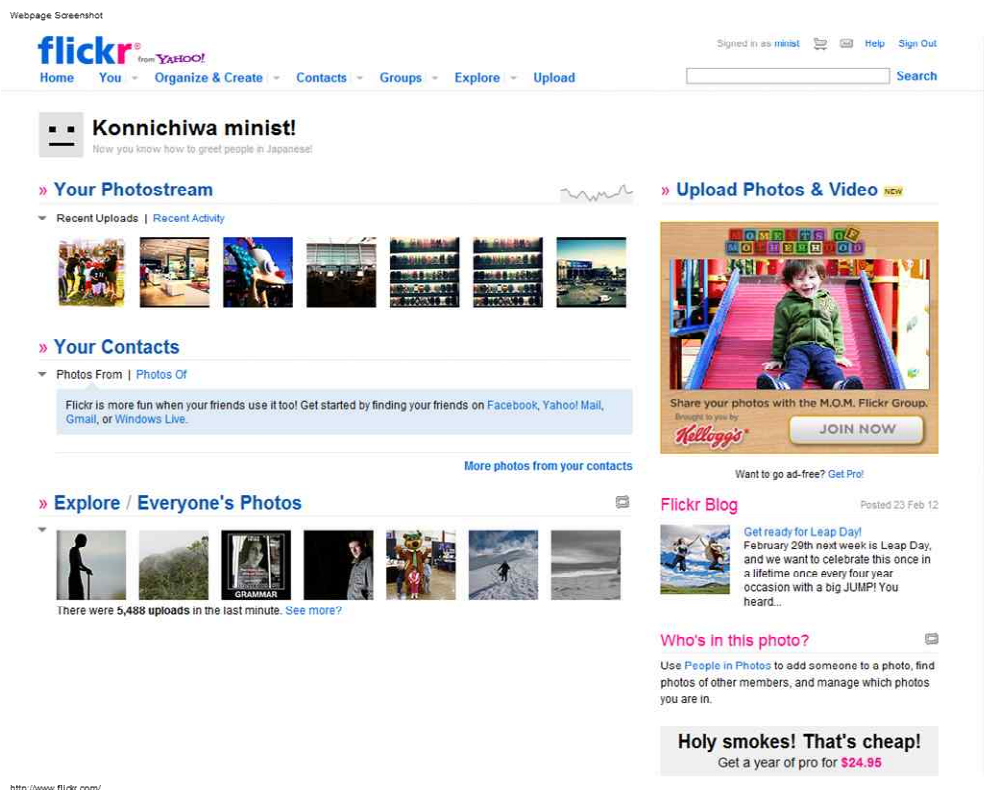 Webpage Screenshot
flickr® from YAHOO!
Signed in as minist Help Sign Out
Home You Organize & Create Contacts Groups Explore Upload Search
Konnichiwa minist!
Now you know how to greet people in Japanese!
» Your Photostream
Recent Uploads | Recent Activity
» Your Contacts
Photos From | Photos Of
Flickr is more fun when your friends use it too! Get started by finding your friends on Facebook, Yahoo! Mail,
Gmail, or Windows Live.
More photos from your contacts
» Explore / Everyone's Photos
GRAMMAR
There were 5,488 uploads in the last minute. See more?
» Upload Photos & Video NEW
MOMENTS OF
MOTHERHOOD
Share your photos with the M.O.M. Flickr Group.
Brought to you by
Kellogg's
JOIN NOW
Want to go ad-free? Get Pro!
Flickr Blog Posted 23 Feb 12
Get ready for Leap Day!
February 29th next week is Leap Day,
and we want to celebrate this once in
a lifetime once every four year
occasion with a big JUMP! You
heard...
Who's in this photo?
Use People in Photos to add someone to a photo, find
photos of other members, and manage which photos
you are in.
Holy smokes! That's cheap!
Get a year of pro for $24.95
http://www.flickr.com/